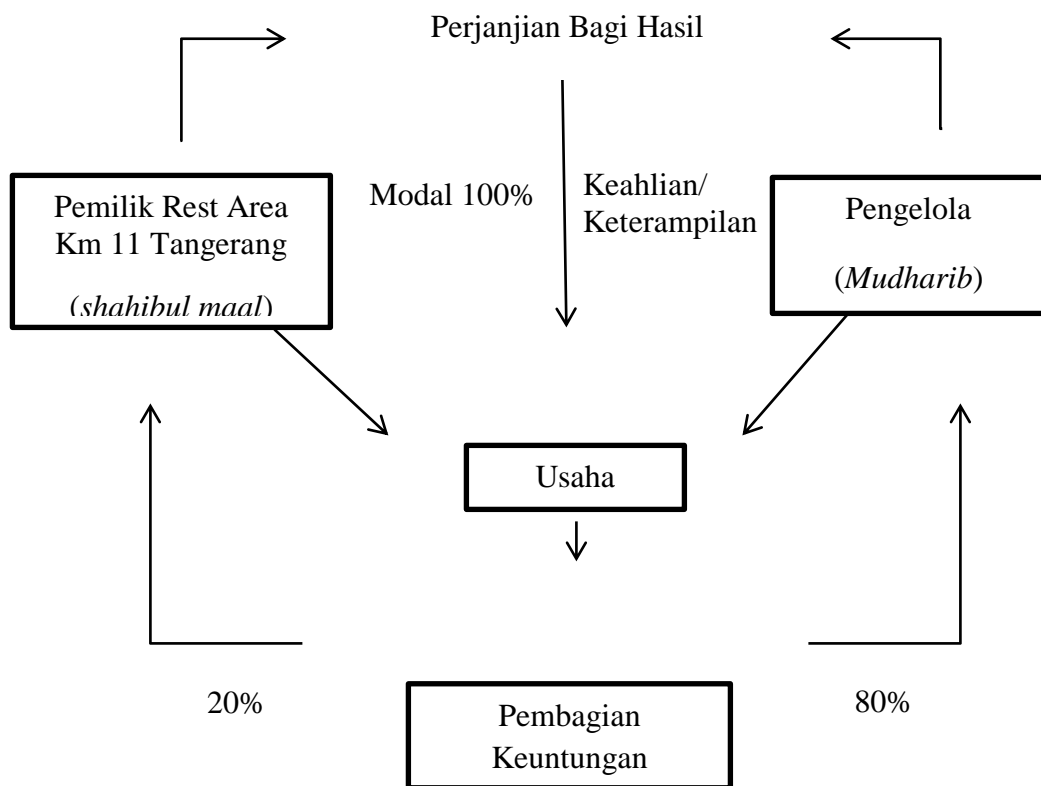 Perjanjian Bagi Hasil
Modal 100%
Keahlian/
Keterampilan
Pemilik Rest Area
Km 11 Tangerang
(shahibul maal)
Pengelola
(Mudharib)
Usaha
20%
80%
Pembagian
Keuntungan